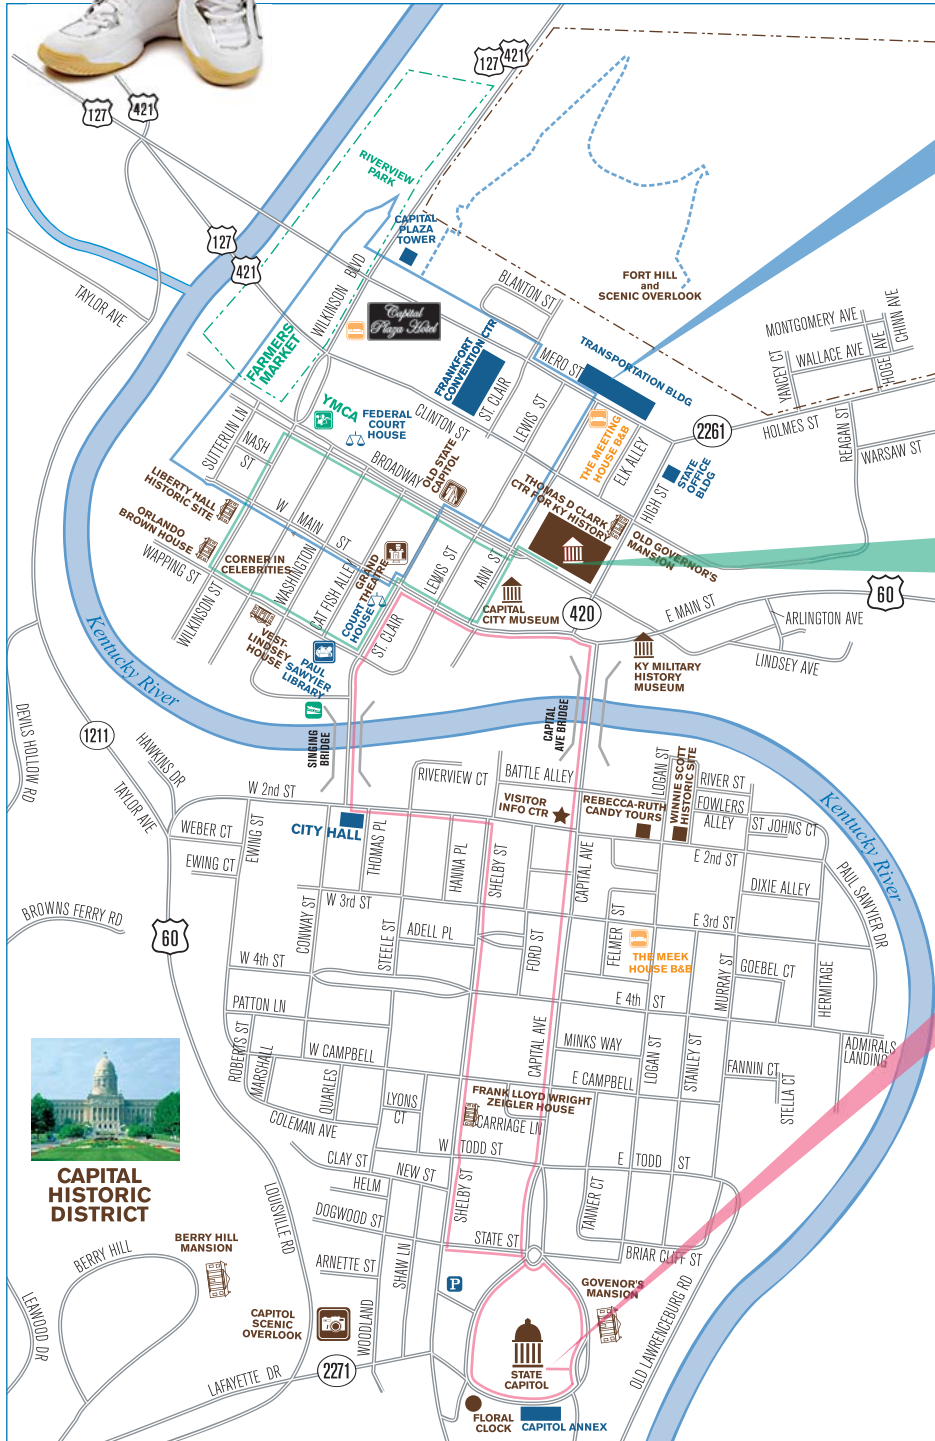 127
421
127
421
RIVERVIEW
PARK
CAPITAL
PLAZA
TOWER
127
421
TAYLOR AVE
WILKINSON BLVD
BLANTON ST
FORT HILL
and
SCENIC OVERLOOK
Capital
Plaza Hotel
FARMERS
MARKET
FRANKFORT
CONVENTION CTR
MERO ST
TRANSPORTATION BLDG
MONTGOMERY AVE
WALLACE AVE
YANCEY CT
HOGE AVE
CHINN AVE
ST. CLAIR
CLINTON ST
LEWIS ST
YMCA
FEDERAL
COURT
HOUSE
THE MEETING
HOUSE B&B
ELK ALLEY
2261
HOLMES ST
REAGAN ST
WARSAW ST
SUTTERLIN LN
NASH
ST
BROADWAY
OLD STATE
CAPITOL
STATE
OFFICE
BLDG
HIGH ST
LIBERTY HALL
HISTORIC SITE
ORLANDO
BROWN HOUSE
W MAIN ST
THOMAS D CLARK
CTR FOR KY HISTORY
OLD GOVERNOR'S
MANSION
WAPPING ST
CORNER IN
CELEBRITIES
WASHINGTON
CAT FISH ALLEY
GRAND
THEATRE
COURT
HOUSE
LEWIS ST
ANN ST
CAPITAL
CITY MUSEUM
420
E MAIN ST
60
ARLINGTON AVE
LINDSEY AVE
WILKINSON ST
VEST-
LINDSEY
HOUSE
PAUL
SAWYIER
LIBRARY
ST. CLAIR
KY MILITARY
HISTORY
MUSEUM
Kentucky River
SINGING
BRIDGE
CAPITAL
AVE BRIDGE
DEVILS HOLLOW RD
1211
HAWKINS DR
TAYLOR AVE
W 2nd ST
RIVERVIEW CT
BATTLE ALLEY
LOGAN ST
WINNIE SCOTT
HISTORIC SITE
RIVER ST
FOWLERS
ALLEY
ST JOHNS CT
VISITOR
INFO CTR
REBECCA-RUTH
CANDY TOURS
WEBER CT
EWING CT
EWING ST
CITY HALL
THOMAS PL
HANNA PL
SHELBY ST
CAPITAL AVE
E 2nd ST
DIXIE ALLEY
Kentucky River
PAUL SAWYIER DR
BROWNS FERRY RD
60
CONWAY ST
W 3rd ST
STEELE ST
ADELL PL
FORD ST
FELMER ST
E 3rd ST
THE MEEK
HOUSE B&B
MURRAY ST
GOEBEL CT
HERMITAGE
W 4th ST
PATTON LN
E 4th ST
ROBERTS ST
MARSHALL
W CAMPBELL
QUARLES
CAPITAL AVE
MINKS WAY
E CAMPBELL
LOGAN ST
STANLEY ST
FANNIN CT
STELLA CT
ADMIRALS
LANDING
LYONS
CT
COLEMAN AVE
FRANK LLOYD WRIGHT
ZEIGLER HOUSE
CARRIAGE LN
W TODD ST
E TODD ST
CAPITAL
HISTORIC
DISTRICT
CLAY ST
NEW ST
HELM
DOGWOOD ST
SHELBY ST
TANNER CT
LOUISVILLE RD
BERRY HILL
MANSION
BERRY HILL
STATE ST
BRIAR CLIFF ST
ARNETTE ST
SHAW LN
P
GOVENOR'S
MANSION
LEAWOOD DR
CAPITOL
SCENIC
OVERLOOK
WOODLAND
OLD LAWRENCEBURG RD
2271
LAFAYETTE DR
STATE
CAPITOL
FLORAL
CLOCK
CAPITOL ANNEX